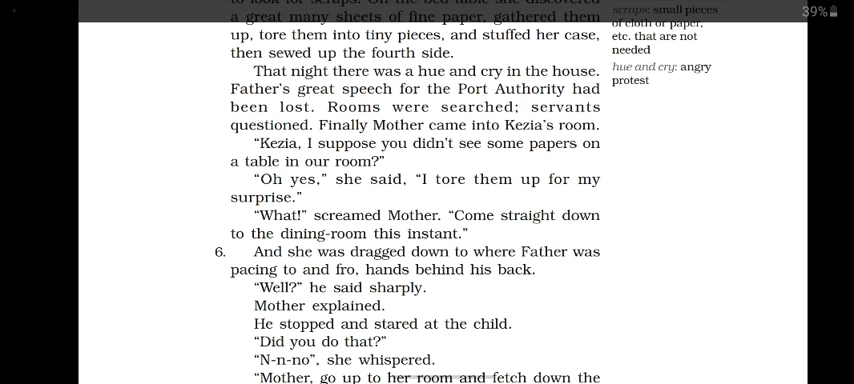 to look for scraps. On the bed-table she discovered
a great many sheets of fine paper, gathered them
up, tore them into tiny pieces, and stuffed her case,
then sewed up the fourth side.
That night there was a hue and cry in the house.
Father's great speech for the Port Authority had
been lost. Rooms were searched; servants
questioned. Finally Mother came into Kezia's room.
“Kezia, I suppose you didn't see some papers on
a table in our room?”
“Oh yes,” she said, “I tore them up for my
surprise.”
“What!” screamed Mother. “Come straight down
to the dining-room this instant.”
6. And she was dragged down to where Father was
pacing to and fro, hands behind his back.
“Well?” he said sharply.
Mother explained.
He stopped and stared at the child.
“Did you do that?”
“N-n-no”, she whispered.
“Mother, go up to her room and fetch down the
scraps: small pieces
of cloth or paper,
etc. that are not
needed
hue and cry: angry
protest
39%